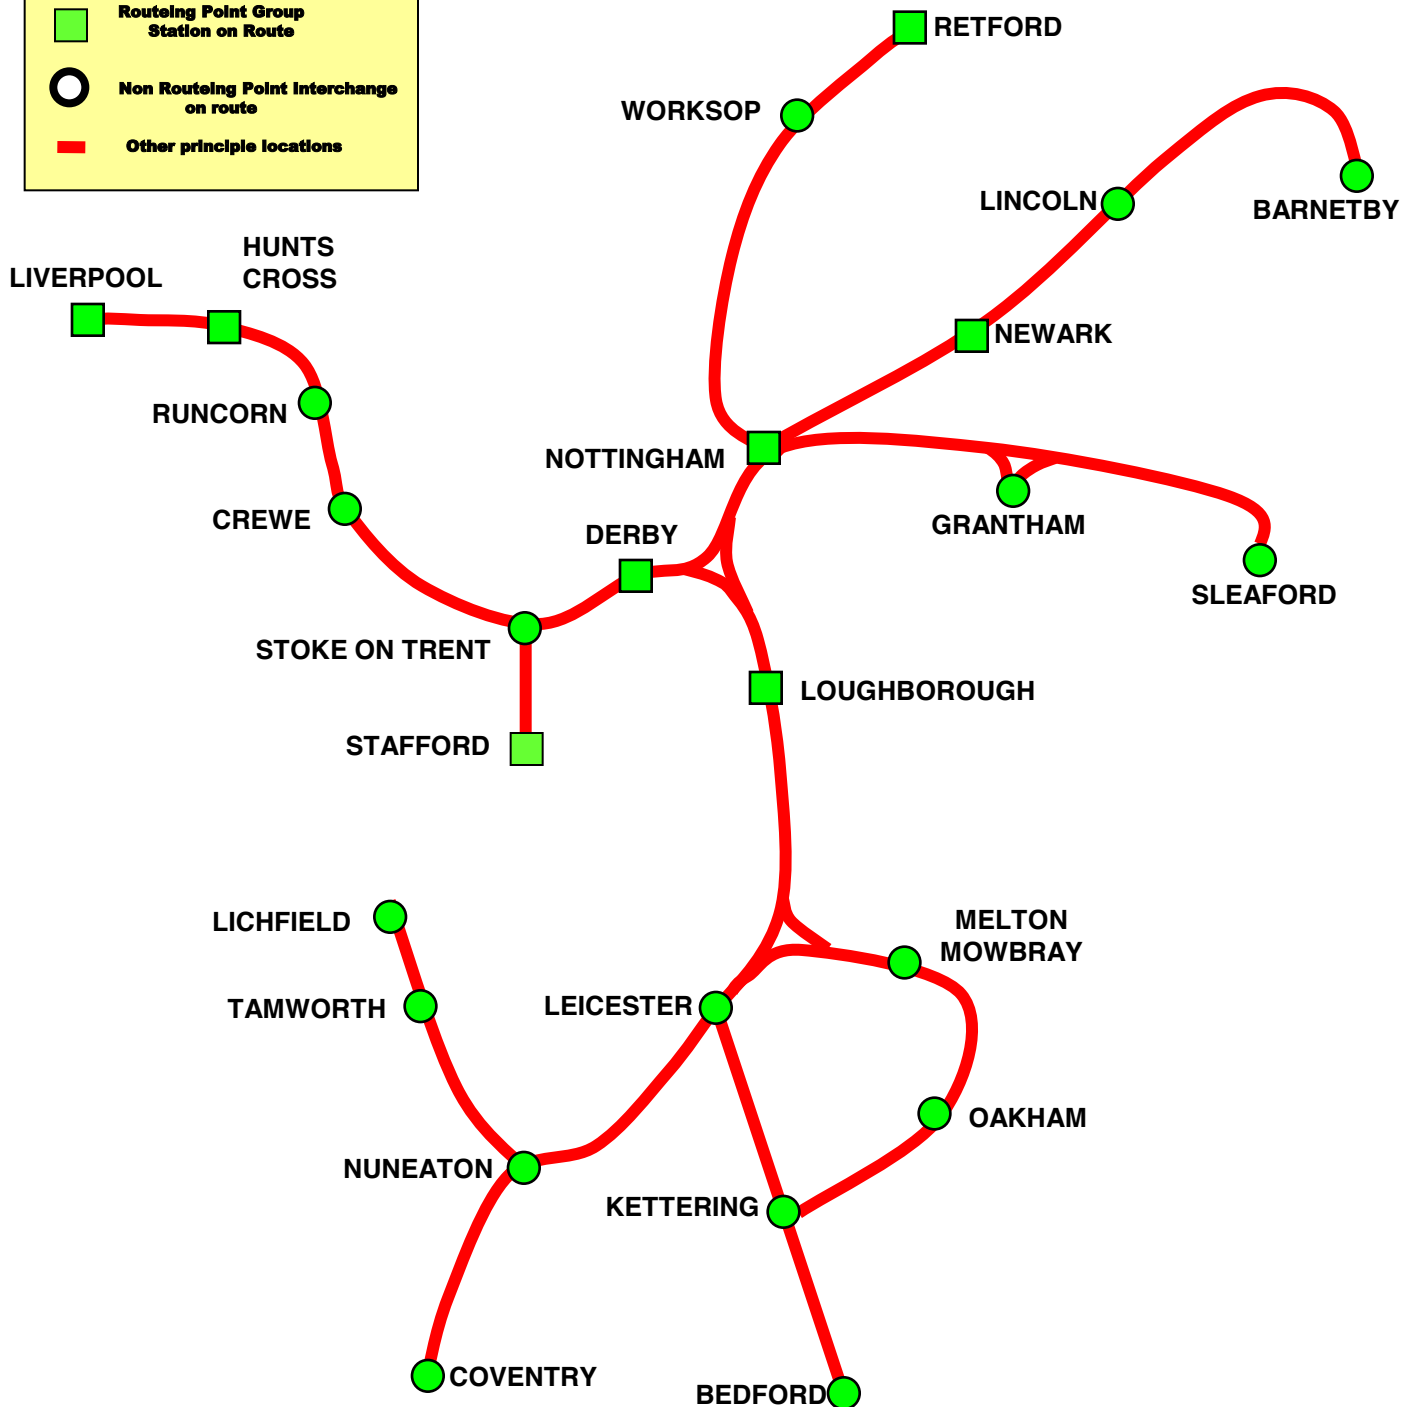 Routeing Point Group
Station on Route
Non Routeing Point Interchange
on route
Other principle locations
RETFORD
WORKSOP
LINCOLN
BARNETBY
HUNTS
CROSS
LIVERPOOL
NEWARK
RUNCORN
NOTTINGHAM
CREWE
GRANTHAM
DERBY
SLEAFORD
STOKE ON TRENT
LOUGHBOROUGH
STAFFORD
LICHFIELD
MELTON
MOWBRAY
TAMWORTH
LEICESTER
OAKHAM
NUNEATON
KETTERING
COVENTRY
BEDFORD